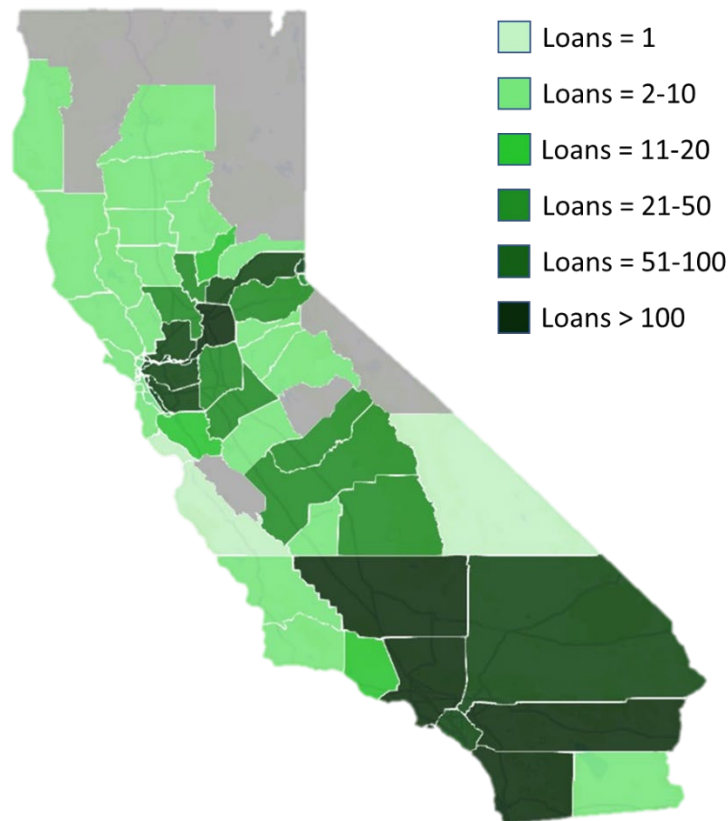 Loans = 1
Loans = 2-10
Loans = 11-20
Loans = 21-50
Loans = 51-100
Loans > 100